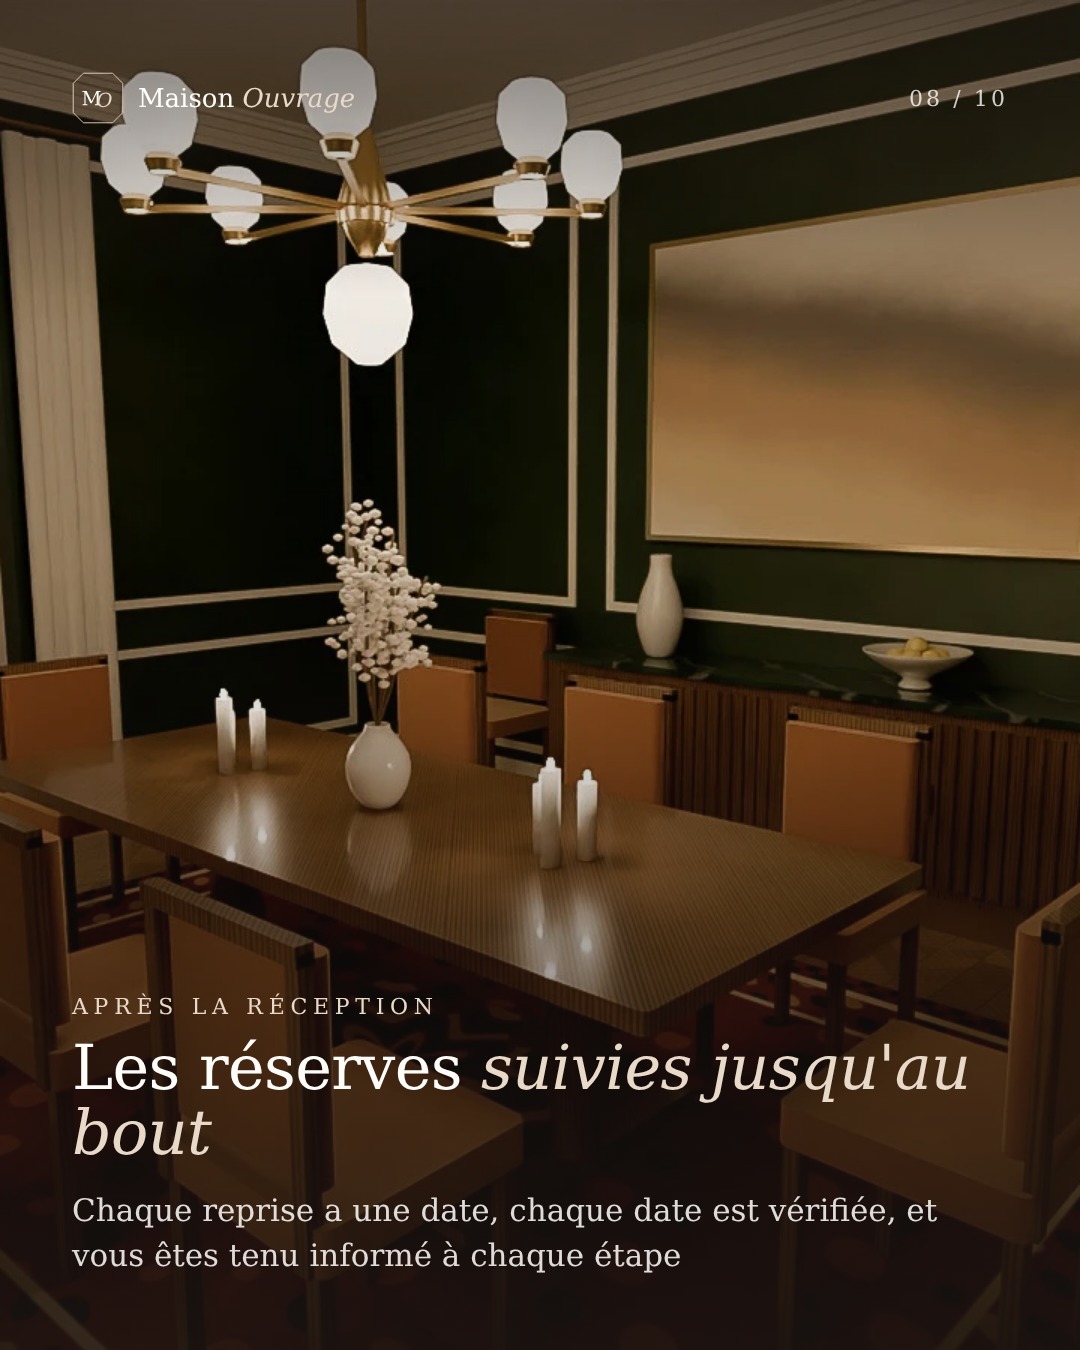 MO Maison Ouvrage
08 / 10
APRÈS LA RÉCEPTION
Les réserves suivies jusqu'au
bout
Chaque reprise a une date, chaque date est vérifiée, et
vous êtes tenu informé à chaque étape